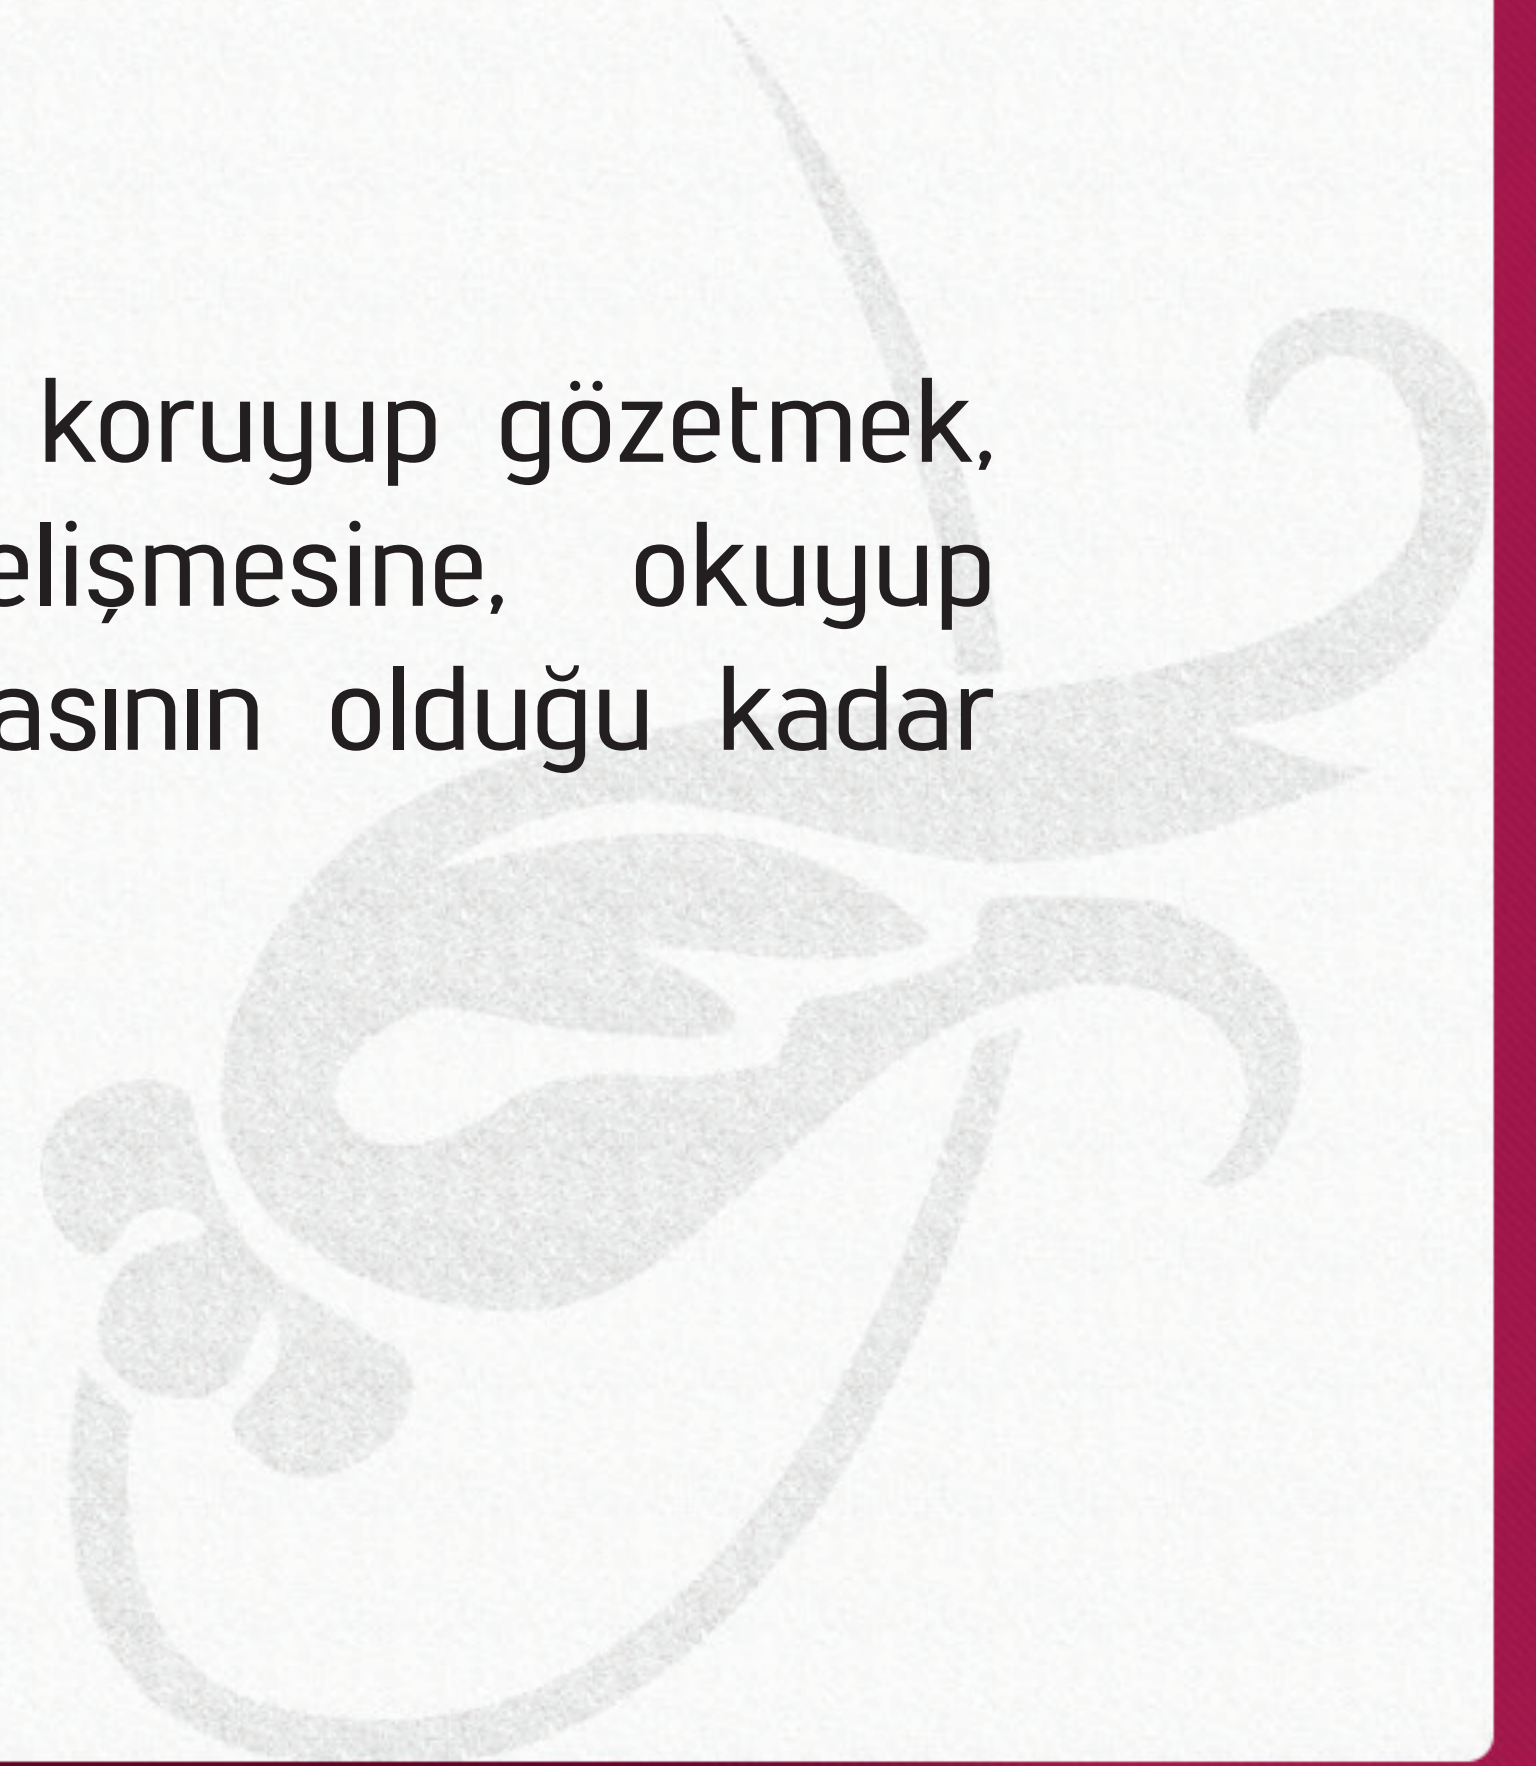 koruyup gözetmek,
elişmesine, okuyup
asının olduğu kadar